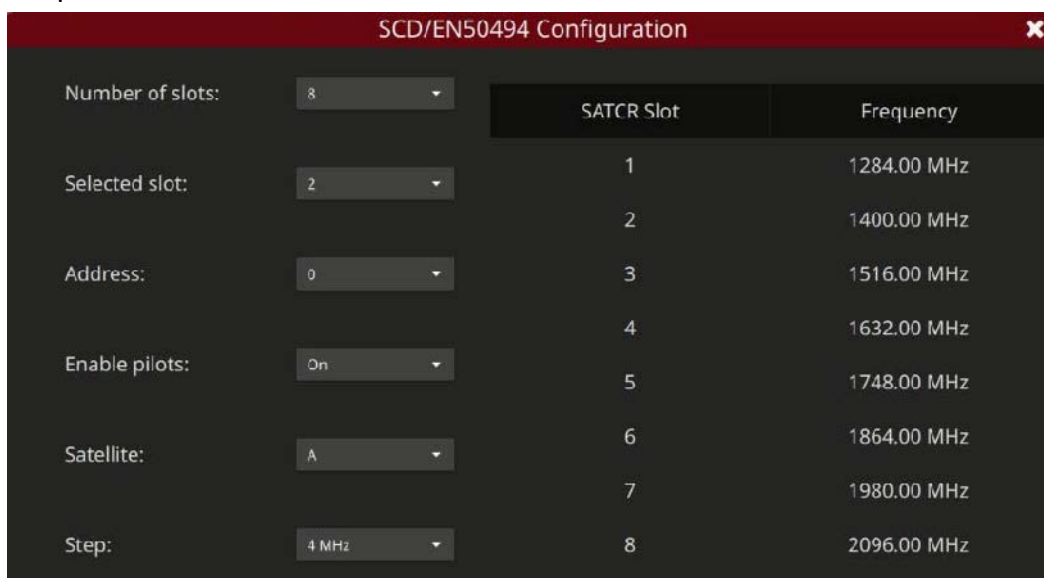 SCD/EN50494 Configuration
Number of slots: 8
Selected slot: 2
Address: 0
Enable pilots: On
Satellite: A
Step: 4 MHz
SATCR Slot Frequency
1 1284.00 MHz
2 1400.00 MHz
3 1516.00 MHz
4 1632.00 MHz
5 1748.00 MHz
6 1864.00 MHz
7 1980.00 MHz
8 2096.00 MHz